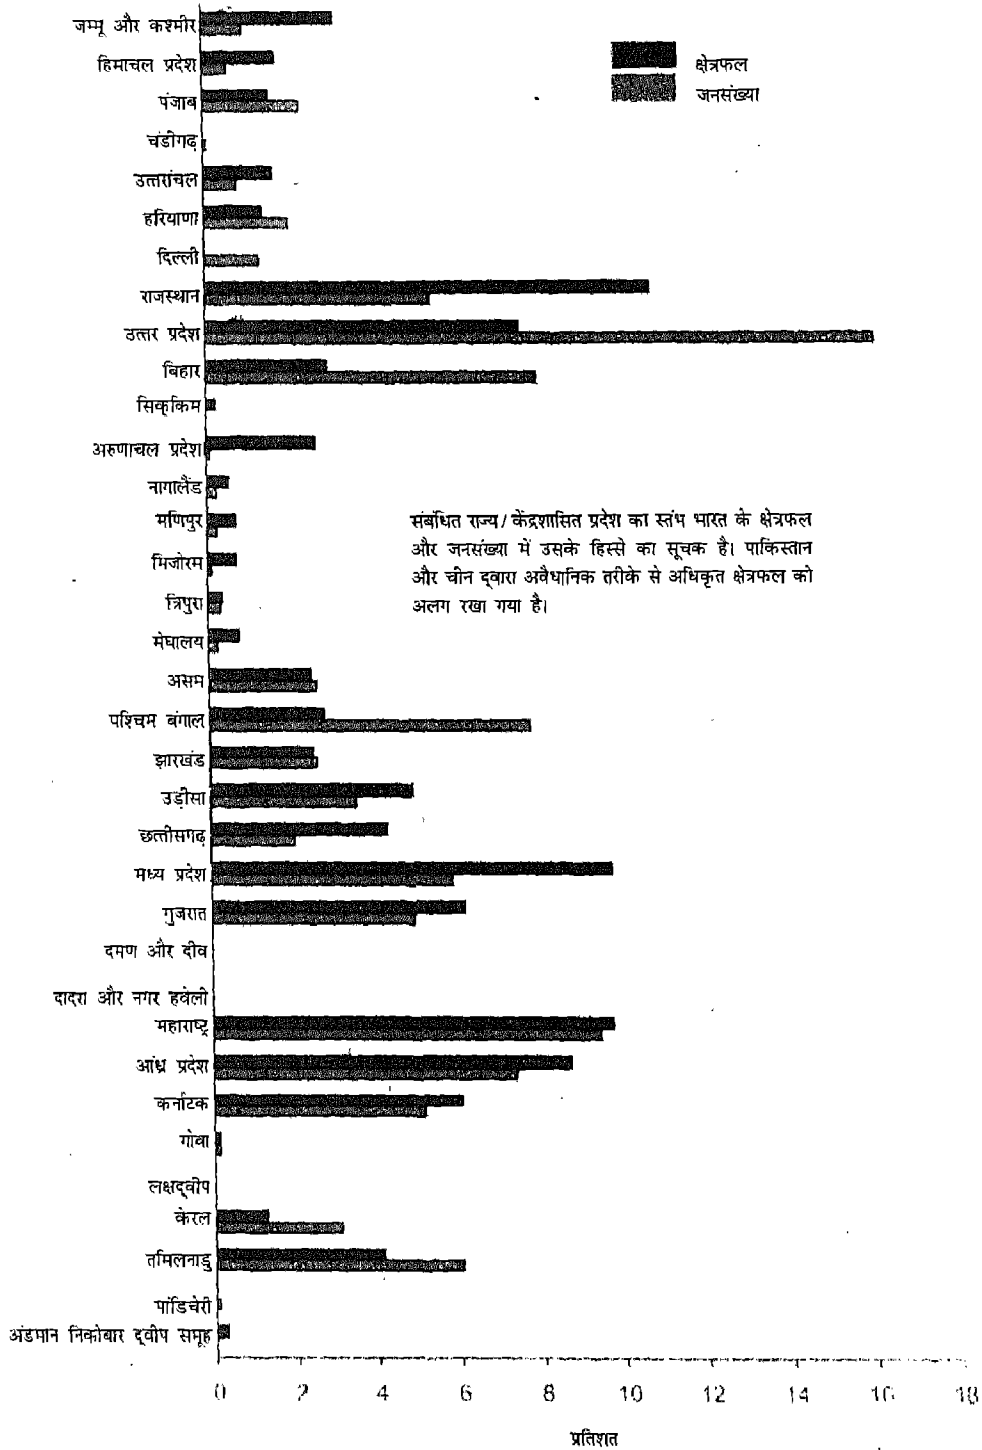 जम्मू और कश्मीर
हिमाचल प्रदेश
पंजाब
चंडीगढ़
उत्तरांचल
हरियाणा
दिल्ली
राजस्थान
उत्तर प्रदेश
बिहार
सिक्किम
अरुणाचल प्रदेश
नागालैंड
मणिपुर
मिजोरम
त्रिपुरा
मेघालय
असम
पश्चिम बंगाल
झारखंड
उड़ीसा
छत्तीसगढ़
मध्य प्रदेश
गुजरात
दमण और दीव
दादरा और नगर हवेली
महाराष्ट्र
आंध्र प्रदेश
कर्नाटक
गोवा
लक्षद्वीप
केरल
तमिलनाडु
पांडिचेरी
अंडमान निकोबार द्वीप समूह
क्षेत्रफल
जनसंख्या
संबंधित राज्य/केंद्रशासित प्रदेश का स्तंभ भारत के क्षेत्रफल
और जनसंख्या में उसके हिस्से का सूचक है। पाकिस्तान
और चीन द्वारा अवैधानिक तरीके से अधिकृत क्षेत्रफल को
अलग रखा गया है।
0 2 4 6 8 10 12 14 16 18
प्रतिशत